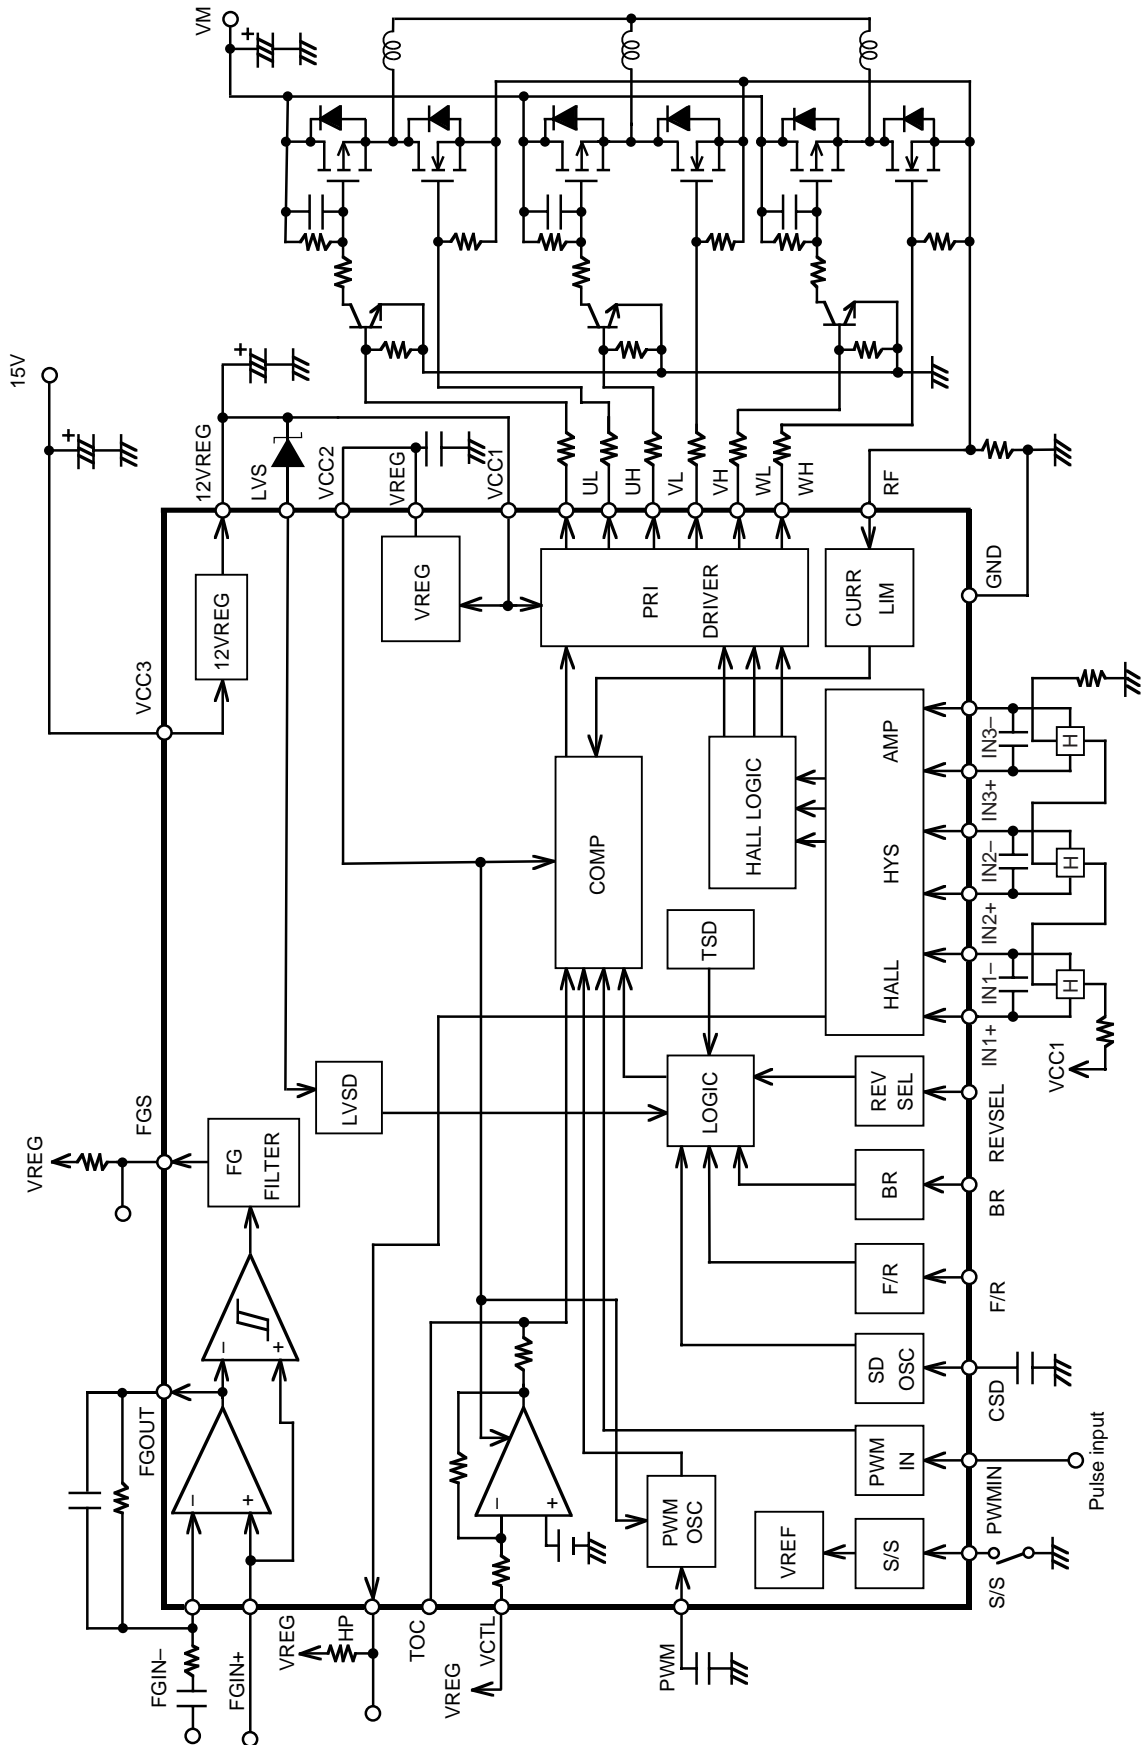 VM
+
15V
+
+
12VREG
LVS
VCC2
VREG
VCC1
UL
UH
VL
VH
WL
WH
RF
VCC3
12VREG
VREG
PRI
DRIVER
CURR
LIM
GND
COMP
HALL LOGIC
AMP
HYS
HALL
TSD
IN3–
IN3+
IN2–
IN2+
IN1–
IN1+
H
H
H
VCC1
FGS
VREG
FG
FILTER
LVSD
LOGIC
REV
SEL
REVSEL
BR
BR
F/R
F/R
SD
OSC
CSD
PWM
IN
PWMIN
Pulse input
S/S
S/S
VREF
PWM
OSC
PWM
–
+
–
+
–
+
FGOUT
FGIN–
FGIN+
VREG
HP
TOC
VCTL
VREG